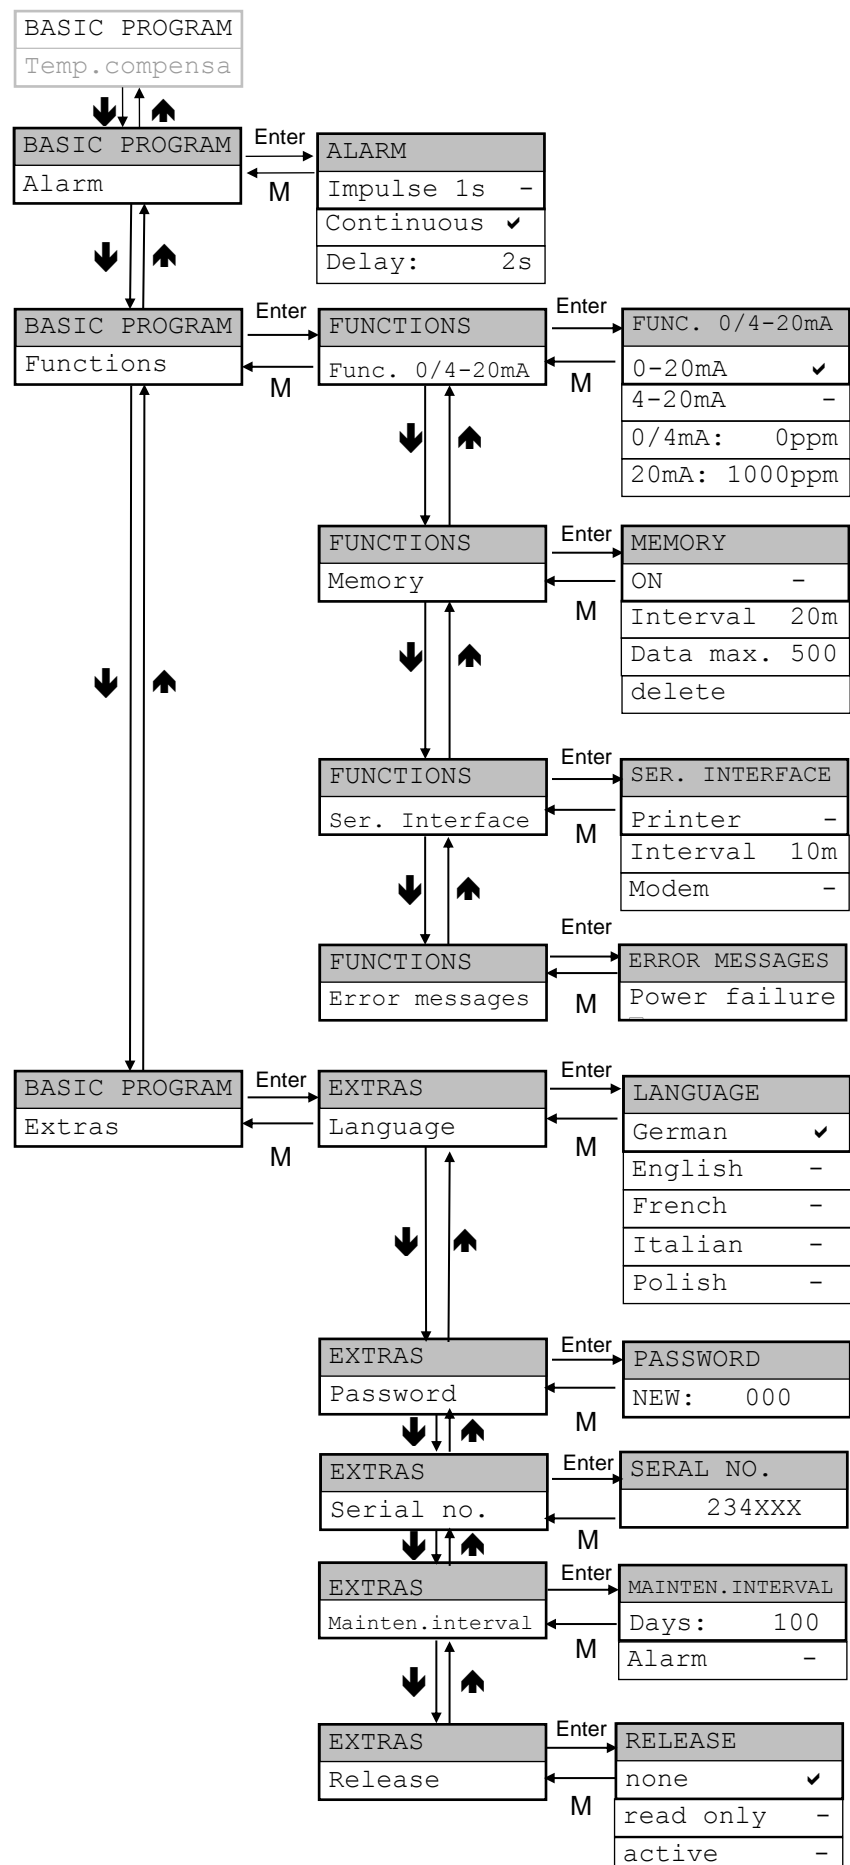 BASIC PROGRAM
Temp.compensa
BASIC PROGRAM
Alarm
Enter
M
ALARM
Impulse 1s -
Continuous ✔
Delay: 2s
BASIC PROGRAM
Functions
Enter
M
FUNCTIONS
Func. 0/4-20mA
Enter
M
FUNC. 0/4-20mA
0-20mA ✔
4-20mA -
0/4mA: 0ppm
20mA: 1000ppm
FUNCTIONS
Memory
Enter
M
MEMORY
ON -
Interval 20m
Data max. 500
delete
FUNCTIONS
Ser. Interface
Enter
M
SER. INTERFACE
Printer -
Interval 10m
Modem -
FUNCTIONS
Error messages
Enter
M
ERROR MESSAGES
Power failure
BASIC PROGRAM
Extras
Enter
M
EXTRAS
Language
Enter
M
LANGUAGE
German ✔
English -
French -
Italian -
Polish -
EXTRAS
Password
Enter
M
PASSWORD
NEW: 000
EXTRAS
Serial no.
Enter
M
SERAL NO.
234XXX
EXTRAS
Mainten.interval
Enter
M
MAINTEN.INTERVAL
Days: 100
Alarm -
EXTRAS
Release
Enter
M
RELEASE
none ✔
read only -
active -